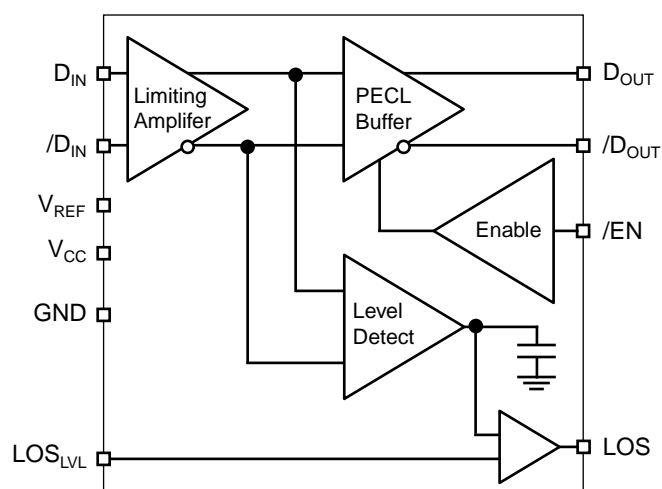 D_IN
/D_IN
V_REF
V_CC
GND
LOS_LVL
Limiting
Amplifer
PECL
Buffer
Enable
Level
Detect
D_OUT
/D_OUT
/EN
LOS